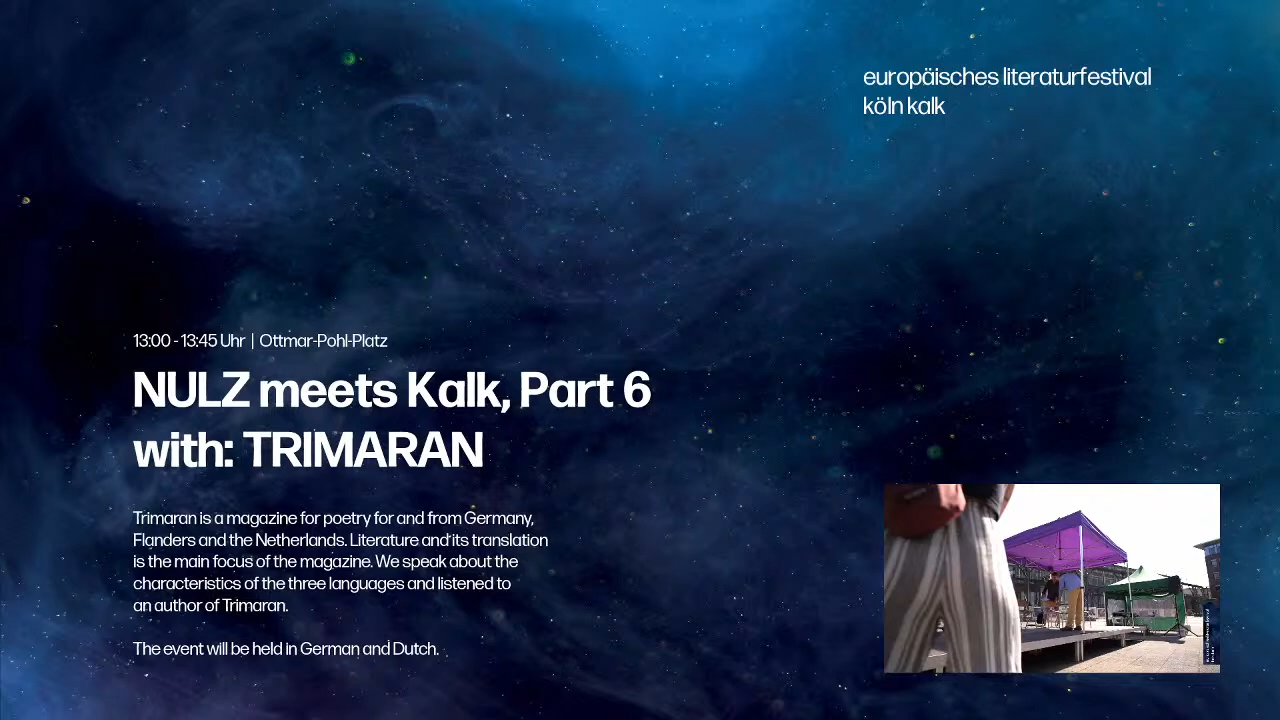 europäisches literaturfestival
köln kalk
13:00 - 13:45 Uhr | Ottmar-Pohl-Platz
NULZ meets Kalk, Part 6
with: TRIMARAN
Trimaran is a magazine for poetry for and from Germany,
Flanders and the Netherlands. Literature and its translation
is the main focus of the magazine. We speak about the
characteristics of the three languages and listened to
an author of Trimaran.
The event will be held in German and Dutch.